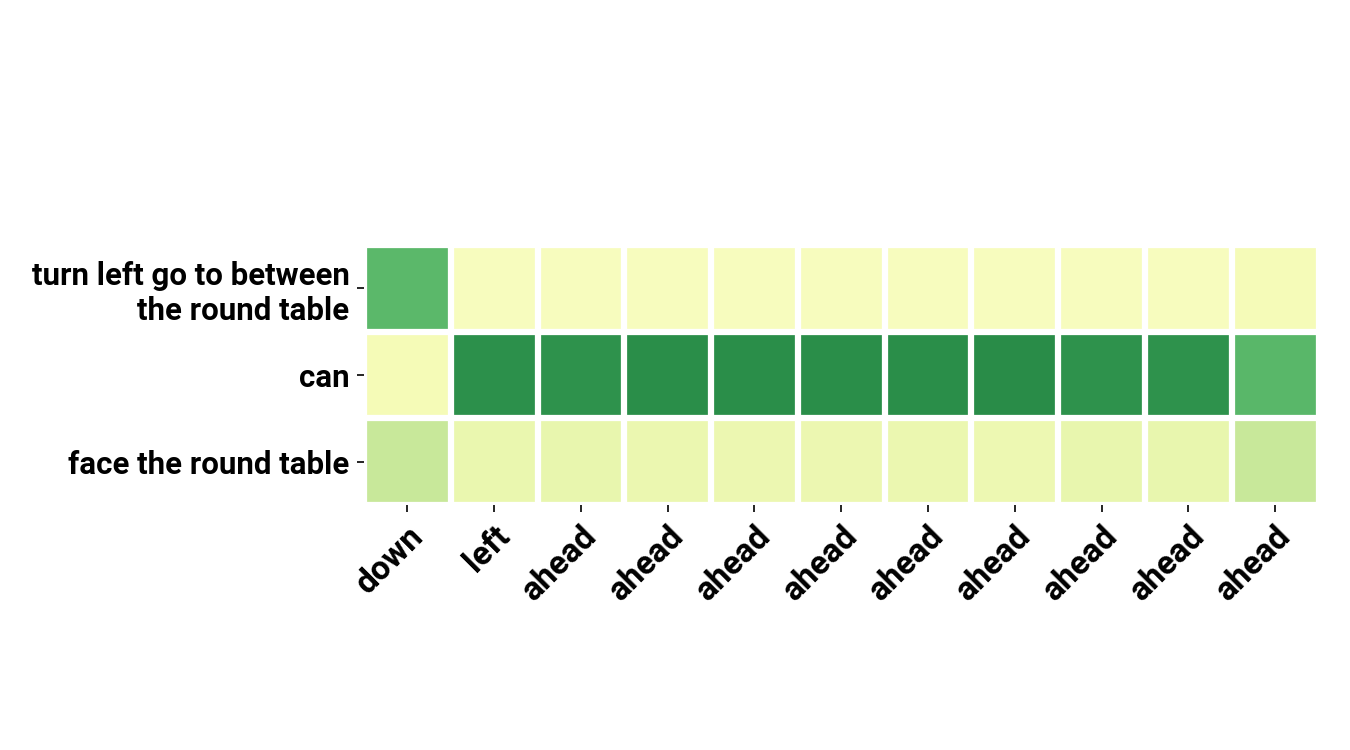 turn left go to between
the round table
can
face the round table
down
left
ahead
ahead
ahead
ahead
ahead
ahead
ahead
ahead
ahead